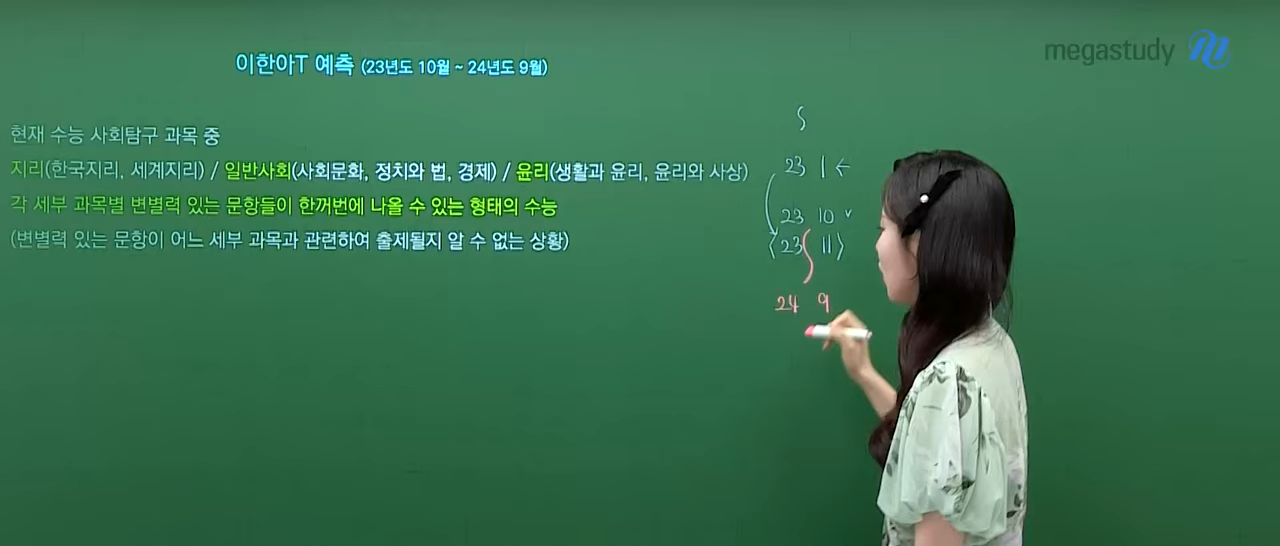 megastudy
이한아T 예측 (23년도 10월 ~ 24년도 9월)
현재 수능 사회탐구 과목 중
지리(한국지리, 세계지리) / 일반사회(사회문화, 정치와 법, 경제) / 윤리(생활과 윤리, 윤리와 사상)
각 세부 과목별 변별력 있는 문항들이 한꺼번에 나올 수 있는 형태의 수능
(변별력 있는 문항이 어느 세부 과목과 관련하여 출제될지 알 수 없는 상황)
23 1 ←
23 10 ✓
<23 11>
24 9